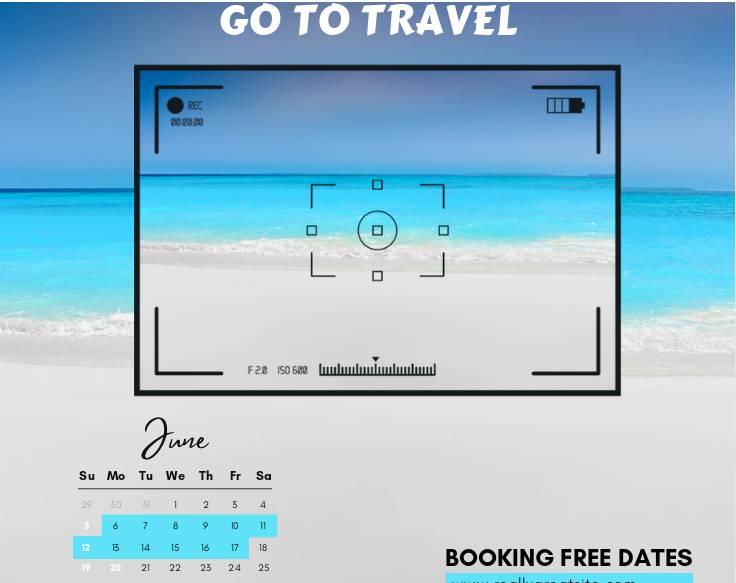 GO TO TRAVEL
REC
00:00:00
F 2.0 ISO 600
June
Su Mo Tu We Th Fr Sa
29 30 31 1 2 3 4
5 6 7 8 9 10 11
12 13 14 15 16 17 18
19 20 21 22 23 24 25
BOOKING FREE DATES